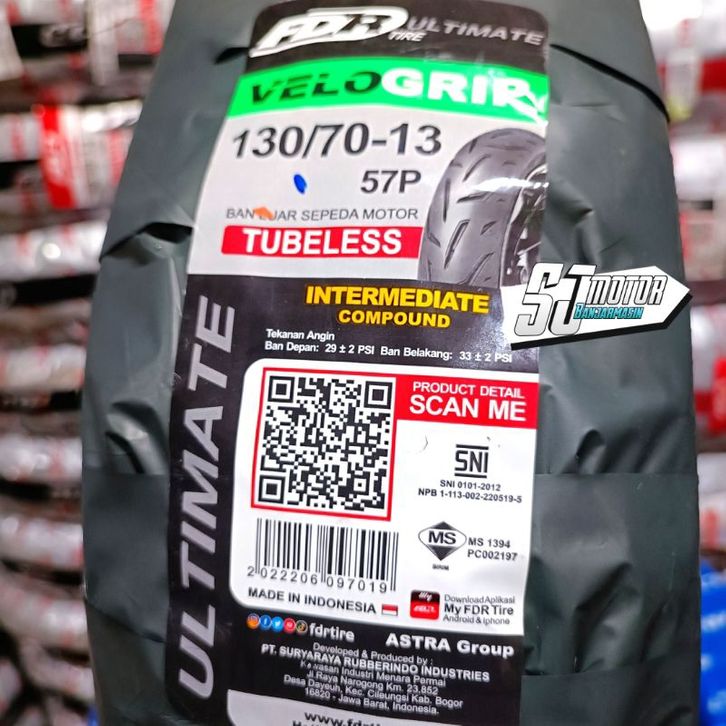 FDR TIRE ULTIMATE
VELOGRIP
130/70-13
57P
BAN LUAR SEPEDA MOTOR
TUBELESS
INTERMEDIATE
COMPOUND
SJ MOTOR
BANJARMASIN
Tekanan Angin
Ban Depan: 29 ± 2 PSI Ban Belakang: 33 ± 2 PSI
ULTIMATE
PRODUCT DETAIL
SCAN ME
SNI
SNI 0101-2012
NPB 1-113-002-220519-5
MS
SIRIM
MS 1394
PC002197
2022206097019
MADE IN INDONESIA
My
FDR
Download Aplikasi
My FDR Tire
Android & Iphone
fdrtire
ASTRA Group
Developed & Produced by :
PT. SURYARAYA RUBBERINDO INDUSTRIES
Kawasan Industri Menara Permai
Jl Raya Narogong Km. 23,852
Desa Dayeuh, Kec. Cileungsi Kab. Bogor
16820 - Jawa Barat, Indonesia.